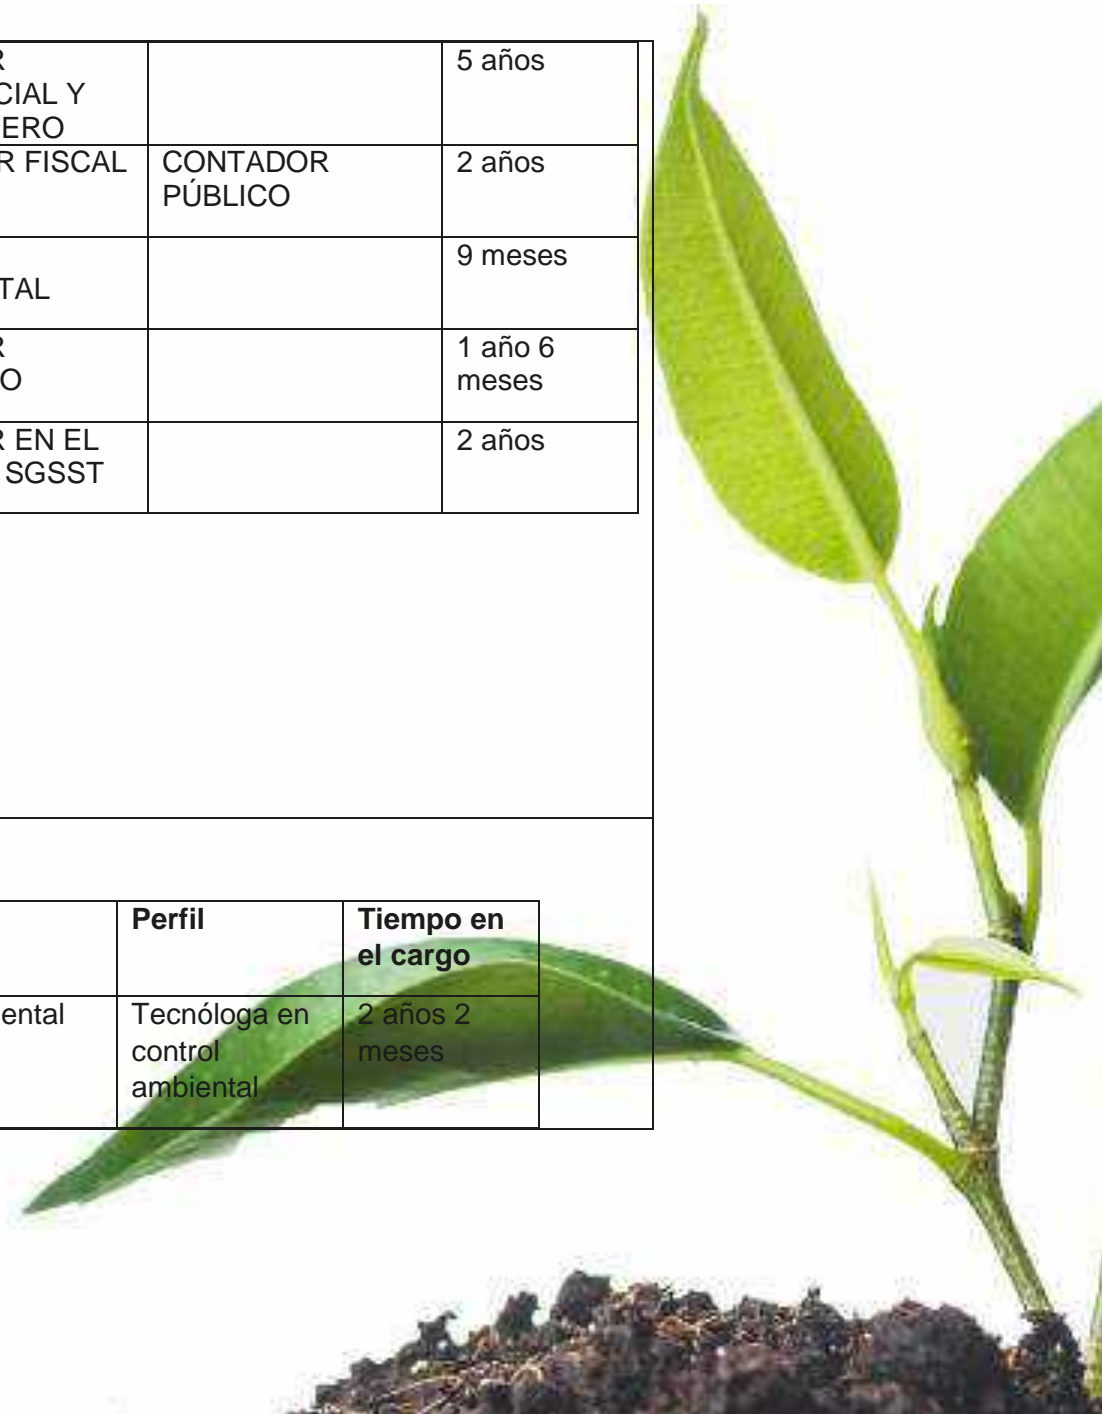 R 5 años
CIAL Y
ERO
R FISCAL CONTADOR 2 años
PÚBLICO
9 meses
TAL
R 1 año 6
O meses
R EN EL 2 años
SGSST
Perfil Tiempo en
el cargo
ental Tecnóloga en 2 años 2
control meses
ambiental